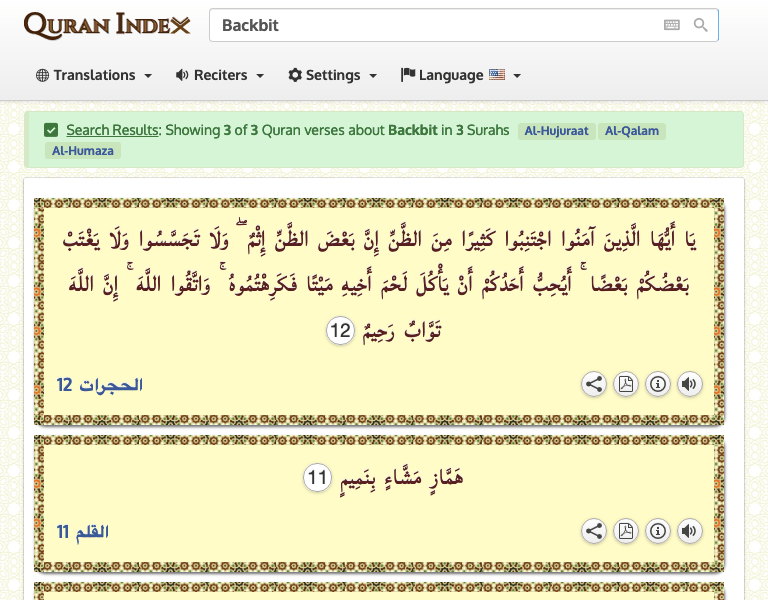 QURAN INDEX
Backbit
Translations
Reciters
Settings
Language
Search Results: Showing 3 of 3 Quran verses about Backbit in 3 Surahs Al-Hujuraat Al-Qalam
Al-Humaza
يَا أَيُّهَا الَّذِينَ آمَنُوا اجْتَنِبُوا كَثِيرًا مِنَ الظَّنِّ إِنَّ بَعْضَ الظَّنِّ إِثْمٌ ۖ وَلَا تَجَسَّسُوا وَلَا يَغْتَبْ
بَعْضُكُمْ بَعْضًا ۚ أَيُحِبُّ أَحَدُكُمْ أَنْ يَأْكُلَ لَحْمَ أَخِيهِ مَيْتًا فَكَرِهْتُمُوهُ ۚ وَاتَّقُوا اللَّهَ ۚ إِنَّ اللَّهَ
تَوَّابٌ رَحِيمٌ 12
الحجرات 12
هَمَّازٍ مَشَّاءٍ بِنَمِيمٍ 11
القلم 11